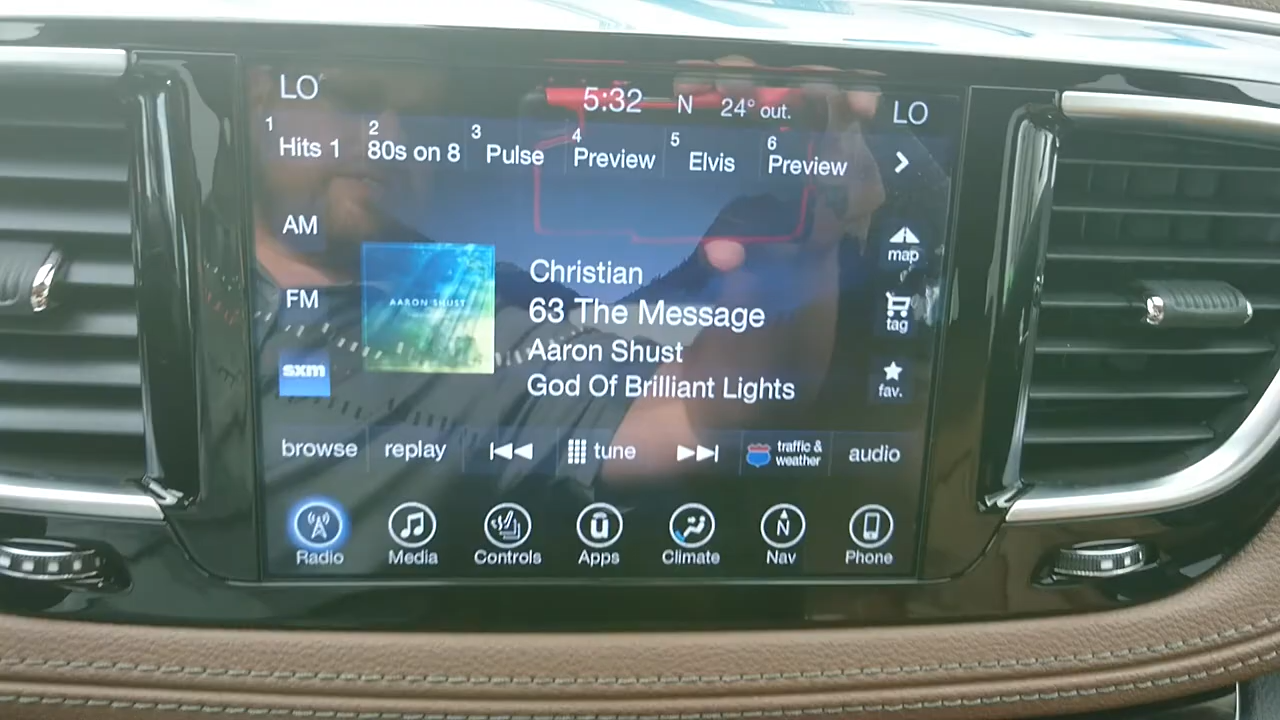 LO 5:32 N 24° out. LO
1 Hits 1 2 80s on 8 3 Pulse 4 Preview 5 Elvis 6 Preview
AM
FM
sxm
AARON SHUST
Christian
63 The Message
Aaron Shust
God Of Brilliant Lights
map
tag
fav.
browse replay tune traffic & weather audio
Radio Media Controls Apps Climate N Nav Phone